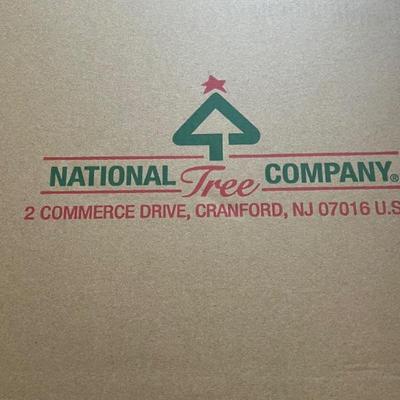 NATIONAL Tree COMPANY®
2 COMMERCE DRIVE, CRANFORD, NJ 07016 U.S